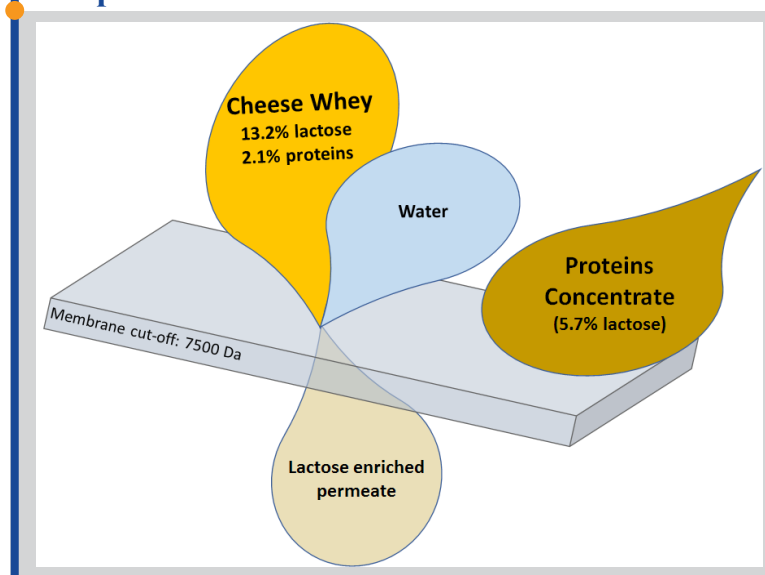 Cheese Whey
13.2% lactose
2.1% proteins
Water
Proteins
Concentrate
(5.7% lactose)
Membrane cut-off: 7500 Da
Lactose enriched
permeate